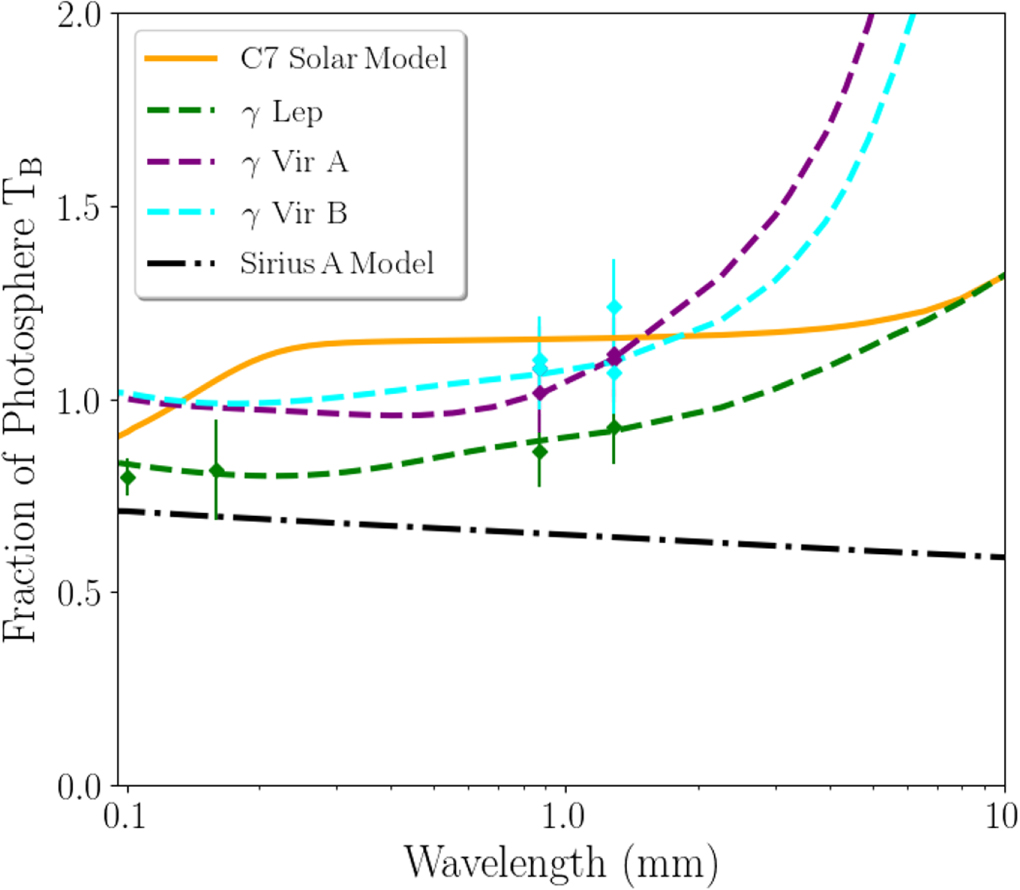 2.0
1.5
1.0
0.5
0.0
Fraction of Photosphere T_B
C7 Solar Model
γ Lep
γ Vir A
γ Vir B
Sirius A Model
0.1
1.0
10
Wavelength (mm)